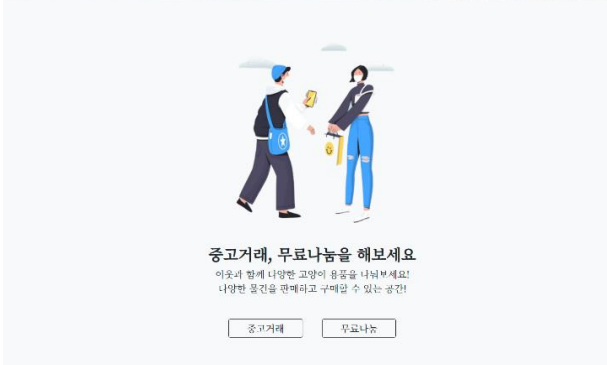 중고거래, 무료나눔을 해보세요
이웃과 함께 다양한 고양이 용품을 나눠보세요!
다양한 물건을 판매하고 구매할 수 있는 공간!
중고거래
무료나눔